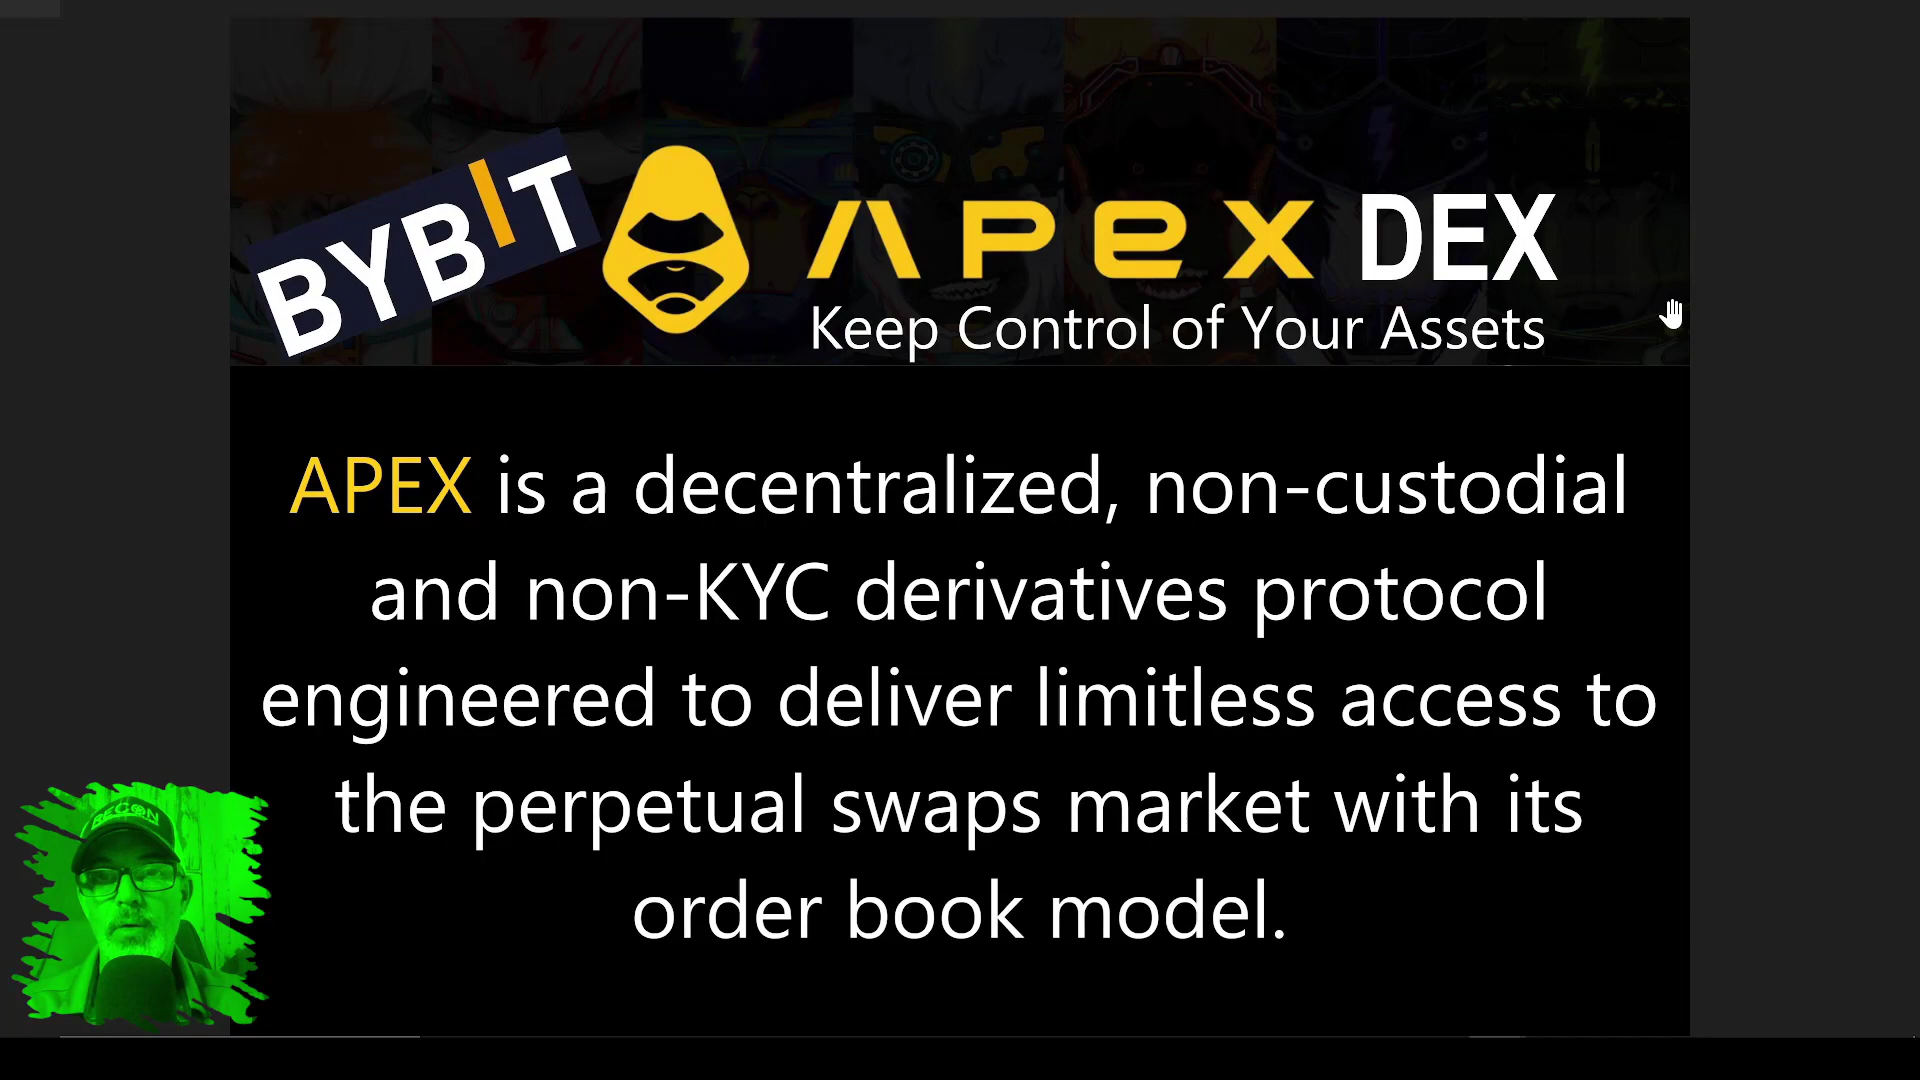 BYBIT
APEX DEX
Keep Control of Your Assets
APEX is a decentralized, non-custodial
and non-KYC derivatives protocol
engineered to deliver limitless access to
the perpetual swaps market with its
order book model.
RECON